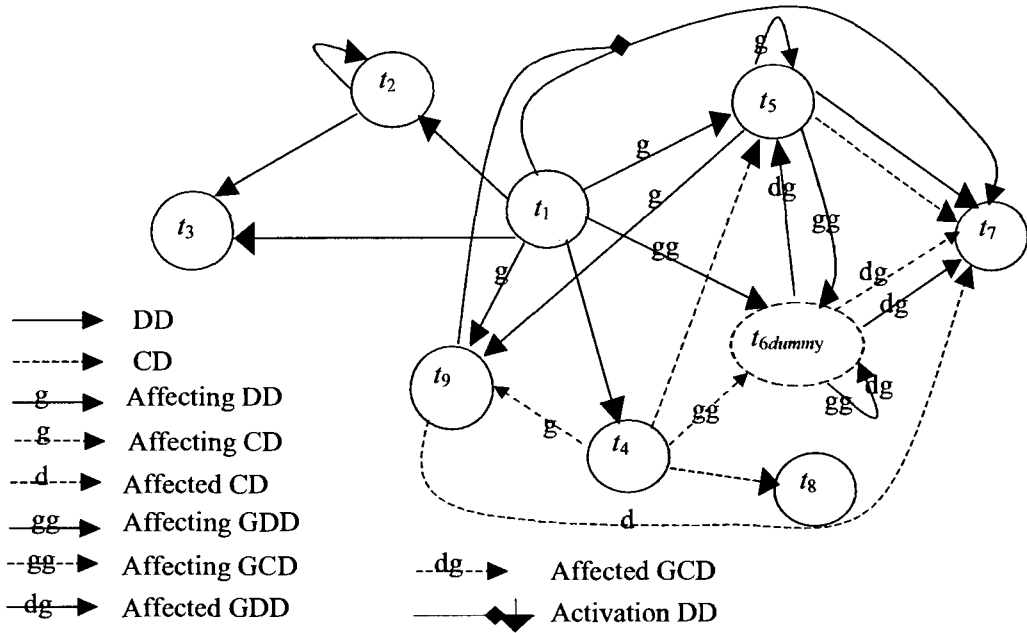 g
t2
t5
g
dg
t1
g
t3
gg
t7
gg
dg
dg
t6dummy
g
DD
CD
t9
dg
gg
g Affecting DD
gg
g
t4
g Affecting CD
t8
d Affected CD
d
gg Affecting GDD
gg Affecting GCD
dg Affected GCD
dg Affected GDD
Activation DD